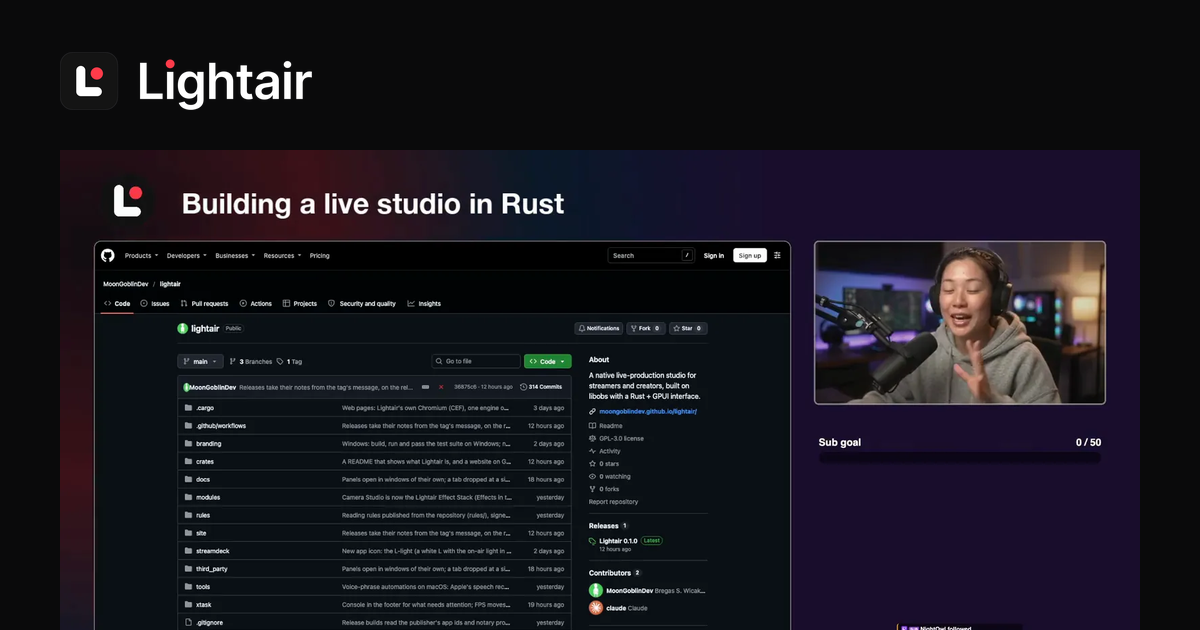 Lightair
Building a live studio in Rust
Products Developers Businesses Resources Pricing Search / Sign in Sign up
MoonGoblinDev / lightair
Code Issues Pull requests Actions Projects Security and quality Insights
lightair Public Notifications Fork 0 Star 0
main 3 Branches 1 Tag Go to file Code
MoonGoblinDev Releases take their notes from the tag's message, on the rel... 38875c6 · 12 hours ago 314 Commits
.cargo Web pages: Lightair's own Chromium (CEF), one engine o... 3 days ago
.github/workflows Releases take their notes from the tag's message, on the r... 12 hours ago
branding Windows: build, run and pass the test suite on Windows; n... 2 days ago
crates A README that shows what Lightair is, and a website on G... 12 hours ago
docs Panels open in windows of their own; a tab dropped at a si... 18 hours ago
modules Camera Studio is now the Lightair Effect Stack (Effects in t... yesterday
rules Reading rules published from the repository (rules/), signe... yesterday
site Releases take their notes from the tag's message, on the r... 12 hours ago
streamdeck New app icon: the L-light (a white L with the on-air light in ... 2 days ago
third_party Panels open in windows of their own; a tab dropped at a si... 18 hours ago
tools Voice-phrase automations on macOS: Apple's speech rec... yesterday
xtask Console in the footer for what needs attention; FPS moves... 19 hours ago
.gitignore Release builds read the publisher's app ids and notary pro... yesterday
About
A native live-production studio for
streamers and creators, built on
libobs with a Rust + GPUI interface.
moongoblindev.github.io/lightair/
Readme
GPL-3.0 license
Activity
0 stars
0 watching
0 forks
Report repository
Releases 1
Lightair 0.1.0 Latest
12 hours ago
Contributors 2
MoonGoblinDev Bregas S. Wicak...
claude Claude
Sub goal 0 / 50
NightOwl followed